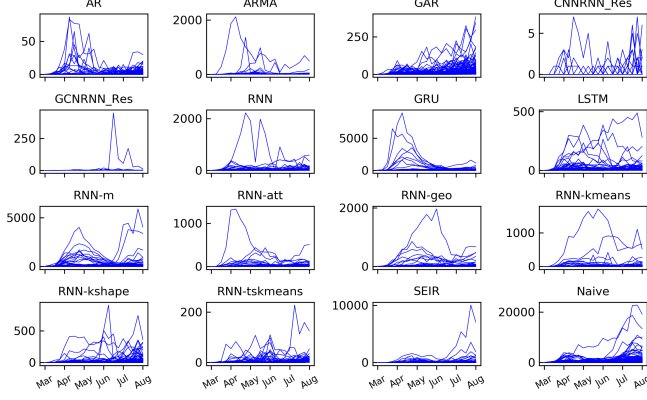 AR ARMA GAR CNNRNN_Res
50 2000 250 5
0 0 0 0
GCNRNN_Res RNN GRU LSTM
250 2000 5000 500
0 0 0 0
RNN-m RNN-att RNN-geo RNN-kmeans
5000 1000 2000 1000
0 0 0 0
RNN-kshape RNN-tskmeans SEIR Naive
500 200 10000 20000
0 0 0 0
Mar Apr May Jun Jul Aug Mar Apr May Jun Jul Aug Mar Apr May Jun Jul Aug Mar Apr May Jun Jul Aug